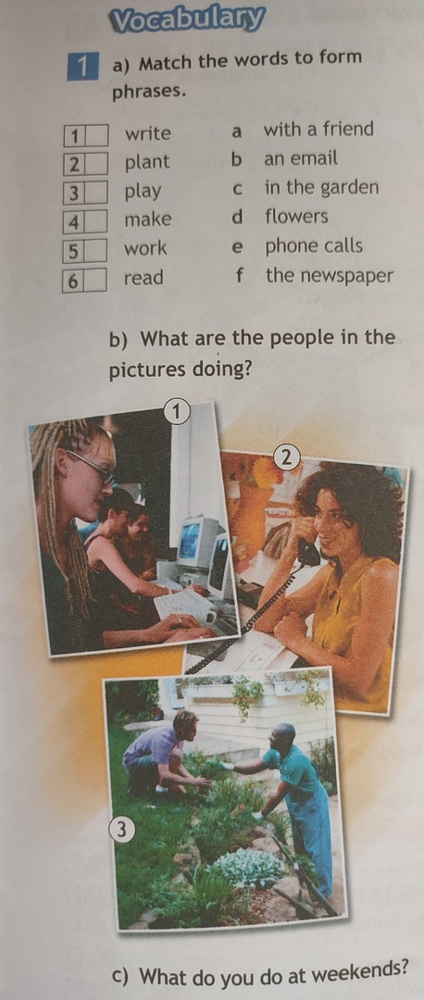 Vocabulary
1 a) Match the words to form
phrases.
1 write a with a friend
2 plant b an email
3 play c in the garden
4 make d flowers
5 work e phone calls
6 read f the newspaper
b) What are the people in the
pictures doing?
1
2
3
c) What do you do at weekends?